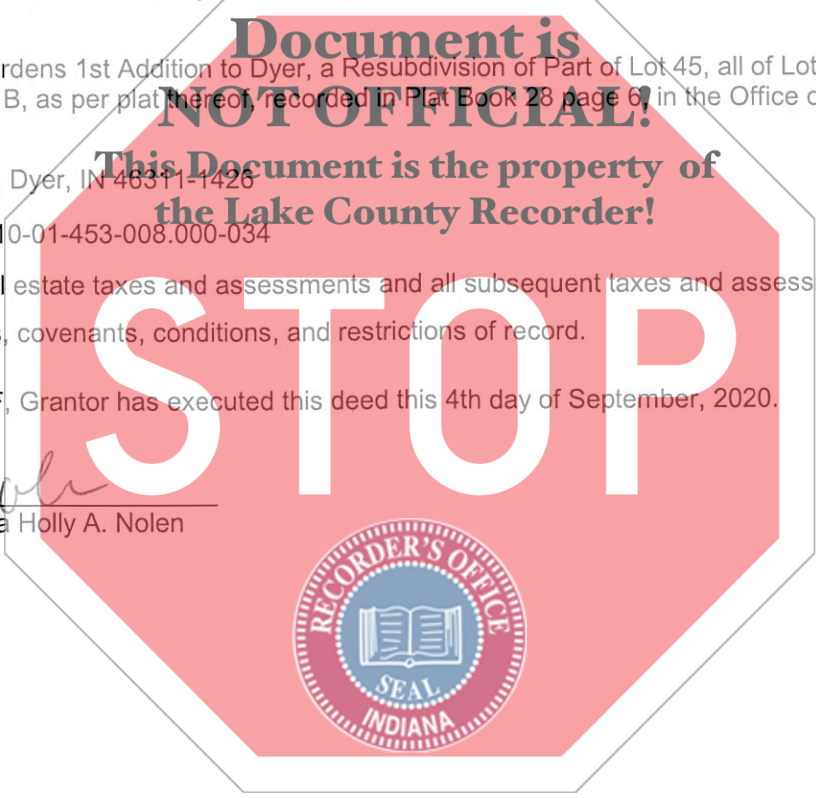 Document is
rdens 1st Addition to Dyer, a Resubdivision of Part of Lot 45, all of Lot
B, as per plat thereof, recorded in Plat Book 28 page 6, in the Office o
NOT OFFICIAL!
This Document is the property of
Dyer, IN 46311-1426
the Lake County Recorder!
0-01-453-008.000-034
l estate taxes and assessments and all subsequent taxes and assess
, covenants, conditions, and restrictions of record.
STOP
, Grantor has executed this deed this 4th day of September, 2020.
a Holly A. Nolen
RECORDER'S OFFICE
SEAL
INDIANA